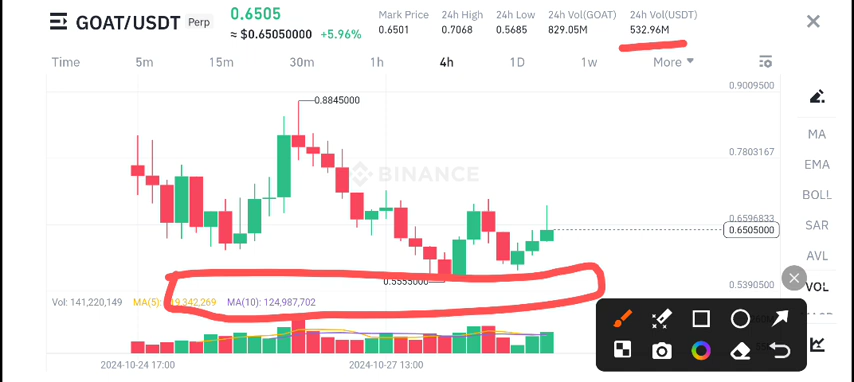 GOAT/USDT Perp
0.6505
≈ $0.65050000 +5.96%
Mark Price
0.6501
24h High
0.7068
24h Low
0.5685
24h Vol(GOAT)
829.05M
24h Vol(USDT)
532.96M
Time 5m 15m 30m 1h 4h 1D 1w More
0.9009500
0.8845000
0.7803167
BINANCE
0.6596833
0.6505000
0.5555000
0.5390500
MA
EMA
BOLL
SAR
AVL
VOL
Vol: 141,220,149 MA(5): MA(10): 124,987,702
2024-10-24 17:00 2024-10-27 13:00